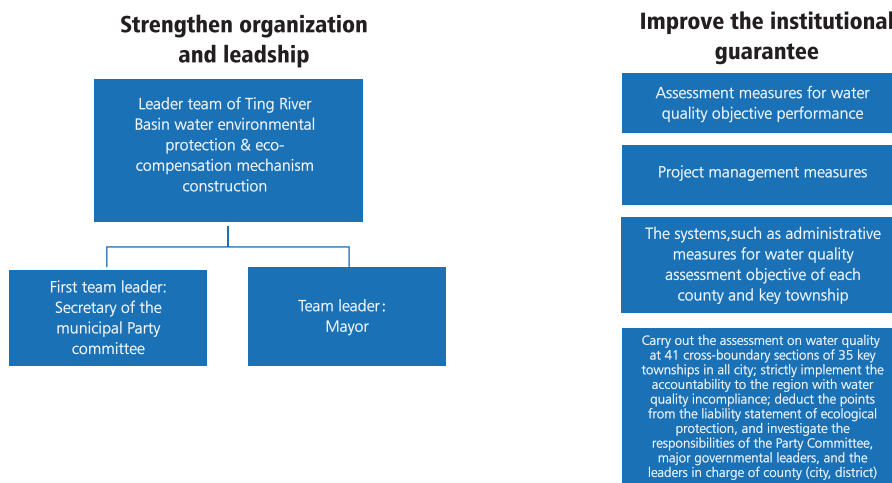 Strengthen organization
and leadship
Leader team of Ting River
Basin water environmental
protection & eco-
compensation mechanism
construction
First team leader:
Secretary of the
municipal Party
committee
Team leader:
Mayor
Improve the institutional
guarantee
Assessment measures for water
quality objective performance
Project management measures
The systems,such as administrative
measures for water quality
assessment objective of each
county and key township
Carry out the assessment on water quality
at 41 cross-boundary sections of 35 key
townships in all city; strictly implement the
accountability to the region with water
quality incompliance; deduct the points
from the liability statement of ecological
protection, and investigate the
responsibilities of the Party Committee,
major governmental leaders, and the
leaders in charge of county (city, district)